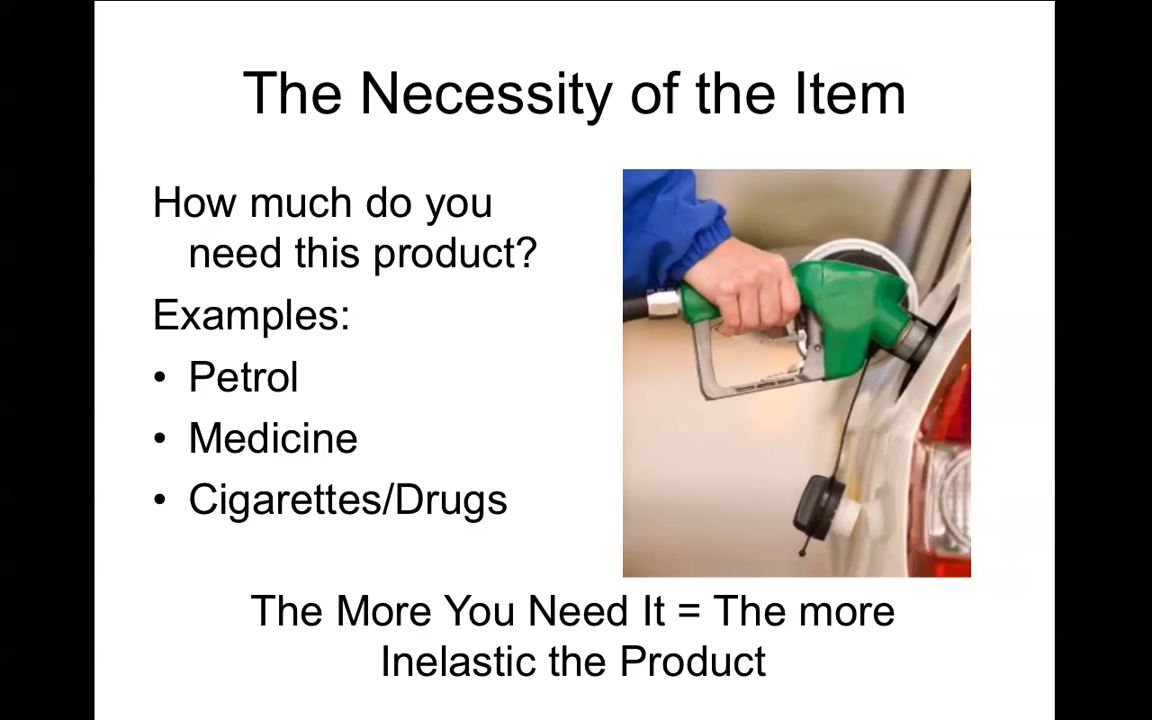 The Necessity of the Item
How much do you
need this product?
Examples:
• Petrol
• Medicine
• Cigarettes/Drugs
The More You Need It = The more
Inelastic the Product